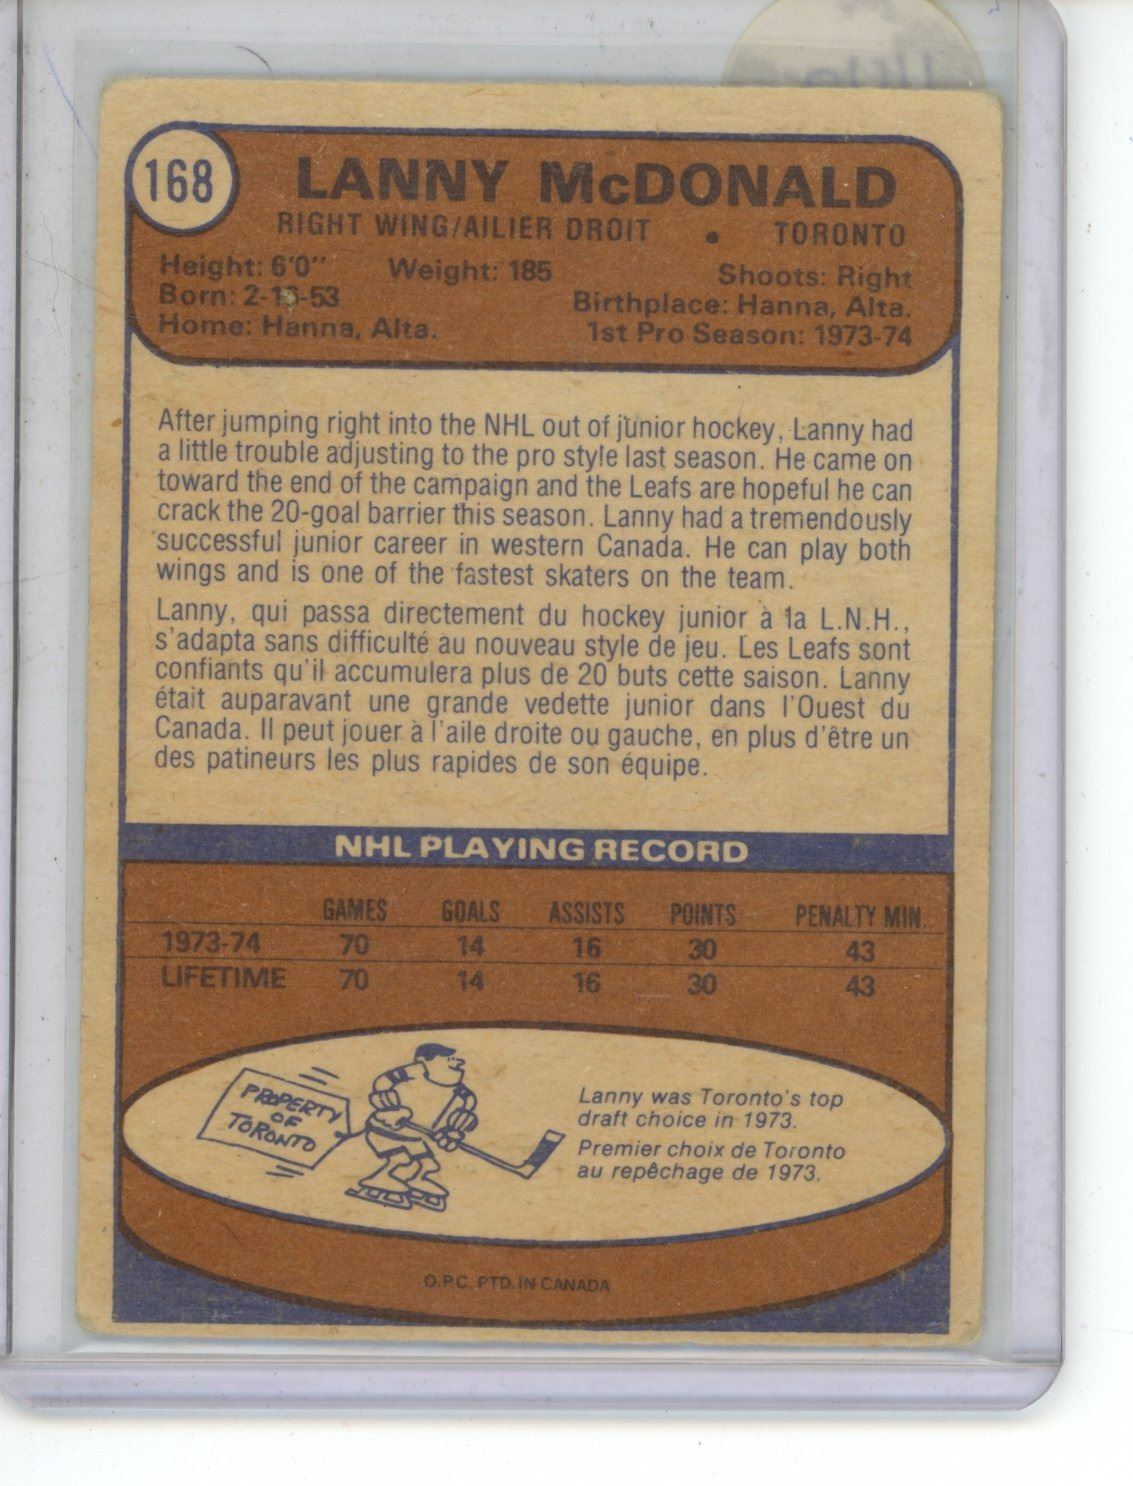 168
LANNY McDONALD
RIGHT WING/AILIER DROIT • TORONTO
Height: 6'0" Weight: 185 Shoots: Right
Born: 2-16-53 Birthplace: Hanna, Alta.
Home: Hanna, Alta. 1st Pro Season: 1973-74
After jumping right into the NHL out of junior hockey, Lanny had
a little trouble adjusting to the pro style last season. He came on
toward the end of the campaign and the Leafs are hopeful he can
crack the 20-goal barrier this season. Lanny had a tremendously
successful junior career in western Canada. He can play both
wings and is one of the fastest skaters on the team.
Lanny, qui passa directement du hockey junior à la L.N.H.,
s'adapta sans difficulté au nouveau style de jeu. Les Leafs sont
confiants qu'il accumulera plus de 20 buts cette saison. Lanny
était auparavant une grande vedette junior dans l'Ouest du
Canada. Il peut jouer à l'aile droite ou gauche, en plus d'être un
des patineurs les plus rapides de son équipe.
NHL PLAYING RECORD
GAMES GOALS ASSISTS POINTS PENALTY MIN.
1973-74 70 14 16 30 43
LIFETIME 70 14 16 30 43
PROPERTY
OF
TORONTO
Lanny was Toronto's top
draft choice in 1973.
Premier choix de Toronto
au repêchage de 1973.
O.P.C. PTD. IN CANADA